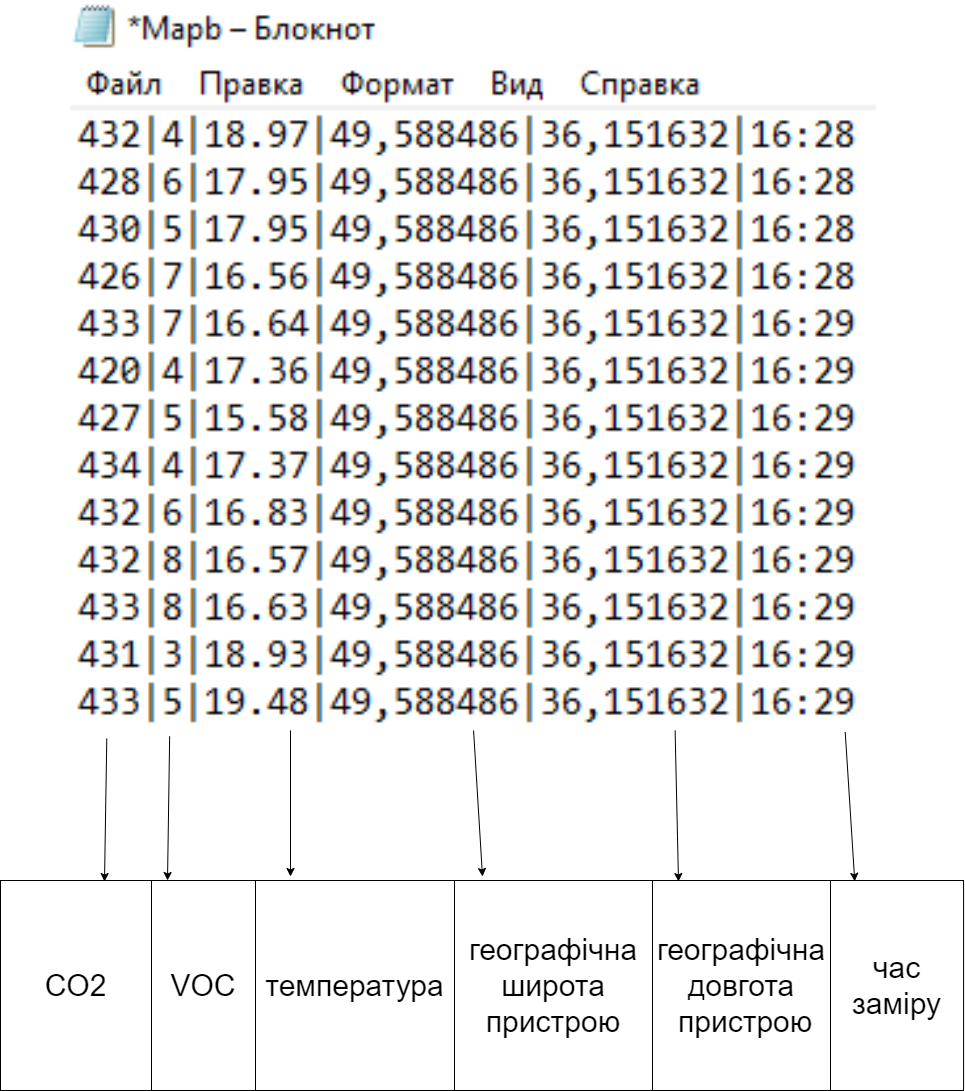 *Mapb – Блокнот
Файл Правка Формат Вид Справка
432|4|18.97|49,588486|36,151632|16:28
428|6|17.95|49,588486|36,151632|16:28
430|5|17.95|49,588486|36,151632|16:28
426|7|16.56|49,588486|36,151632|16:28
433|7|16.64|49,588486|36,151632|16:29
420|4|17.36|49,588486|36,151632|16:29
427|5|15.58|49,588486|36,151632|16:29
434|4|17.37|49,588486|36,151632|16:29
432|6|16.83|49,588486|36,151632|16:29
432|8|16.57|49,588486|36,151632|16:29
433|8|16.63|49,588486|36,151632|16:29
431|3|18.93|49,588486|36,151632|16:29
433|5|19.48|49,588486|36,151632|16:29
CO2
VOC
температура
географічна
широта
пристрою
географічна
довгота
пристрою
час
заміру